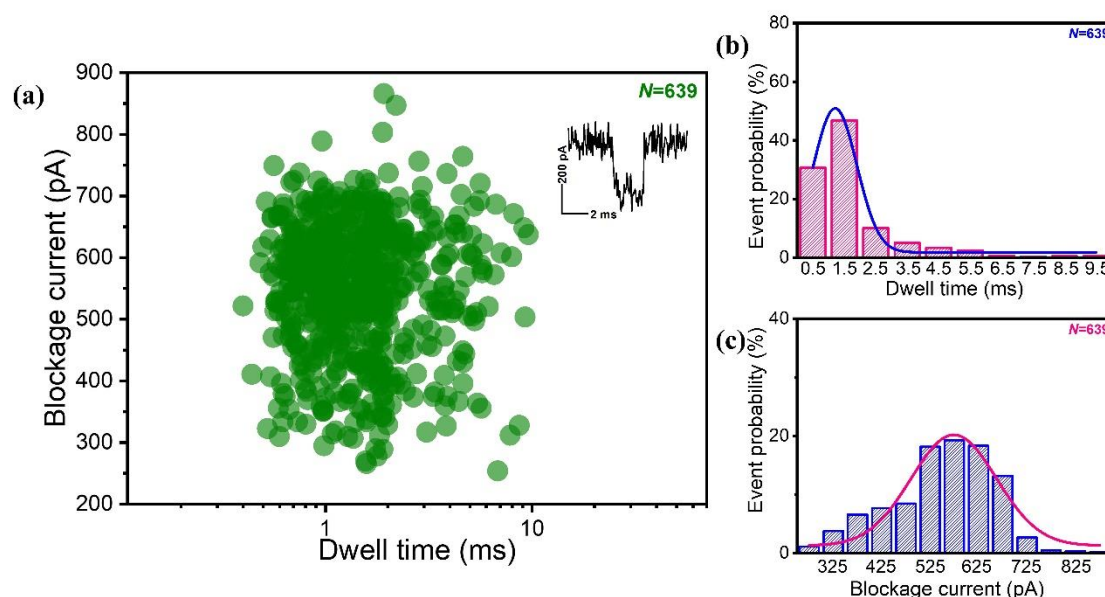 (a)
Blockage current (pA)
900
800
700
600
500
400
300
200
N=639
200 pA
2 ms
1 10
Dwell time (ms)
(b)
Event probability (%)
80
60
40
20
0
N=639
0.5 1.5 2.5 3.5 4.5 5.5 6.5 7.5 8.5 9.5
Dwell time (ms)
(c)
Event probability (%)
40
20
0
N=639
325 425 525 625 725 825
Blockage current (pA)